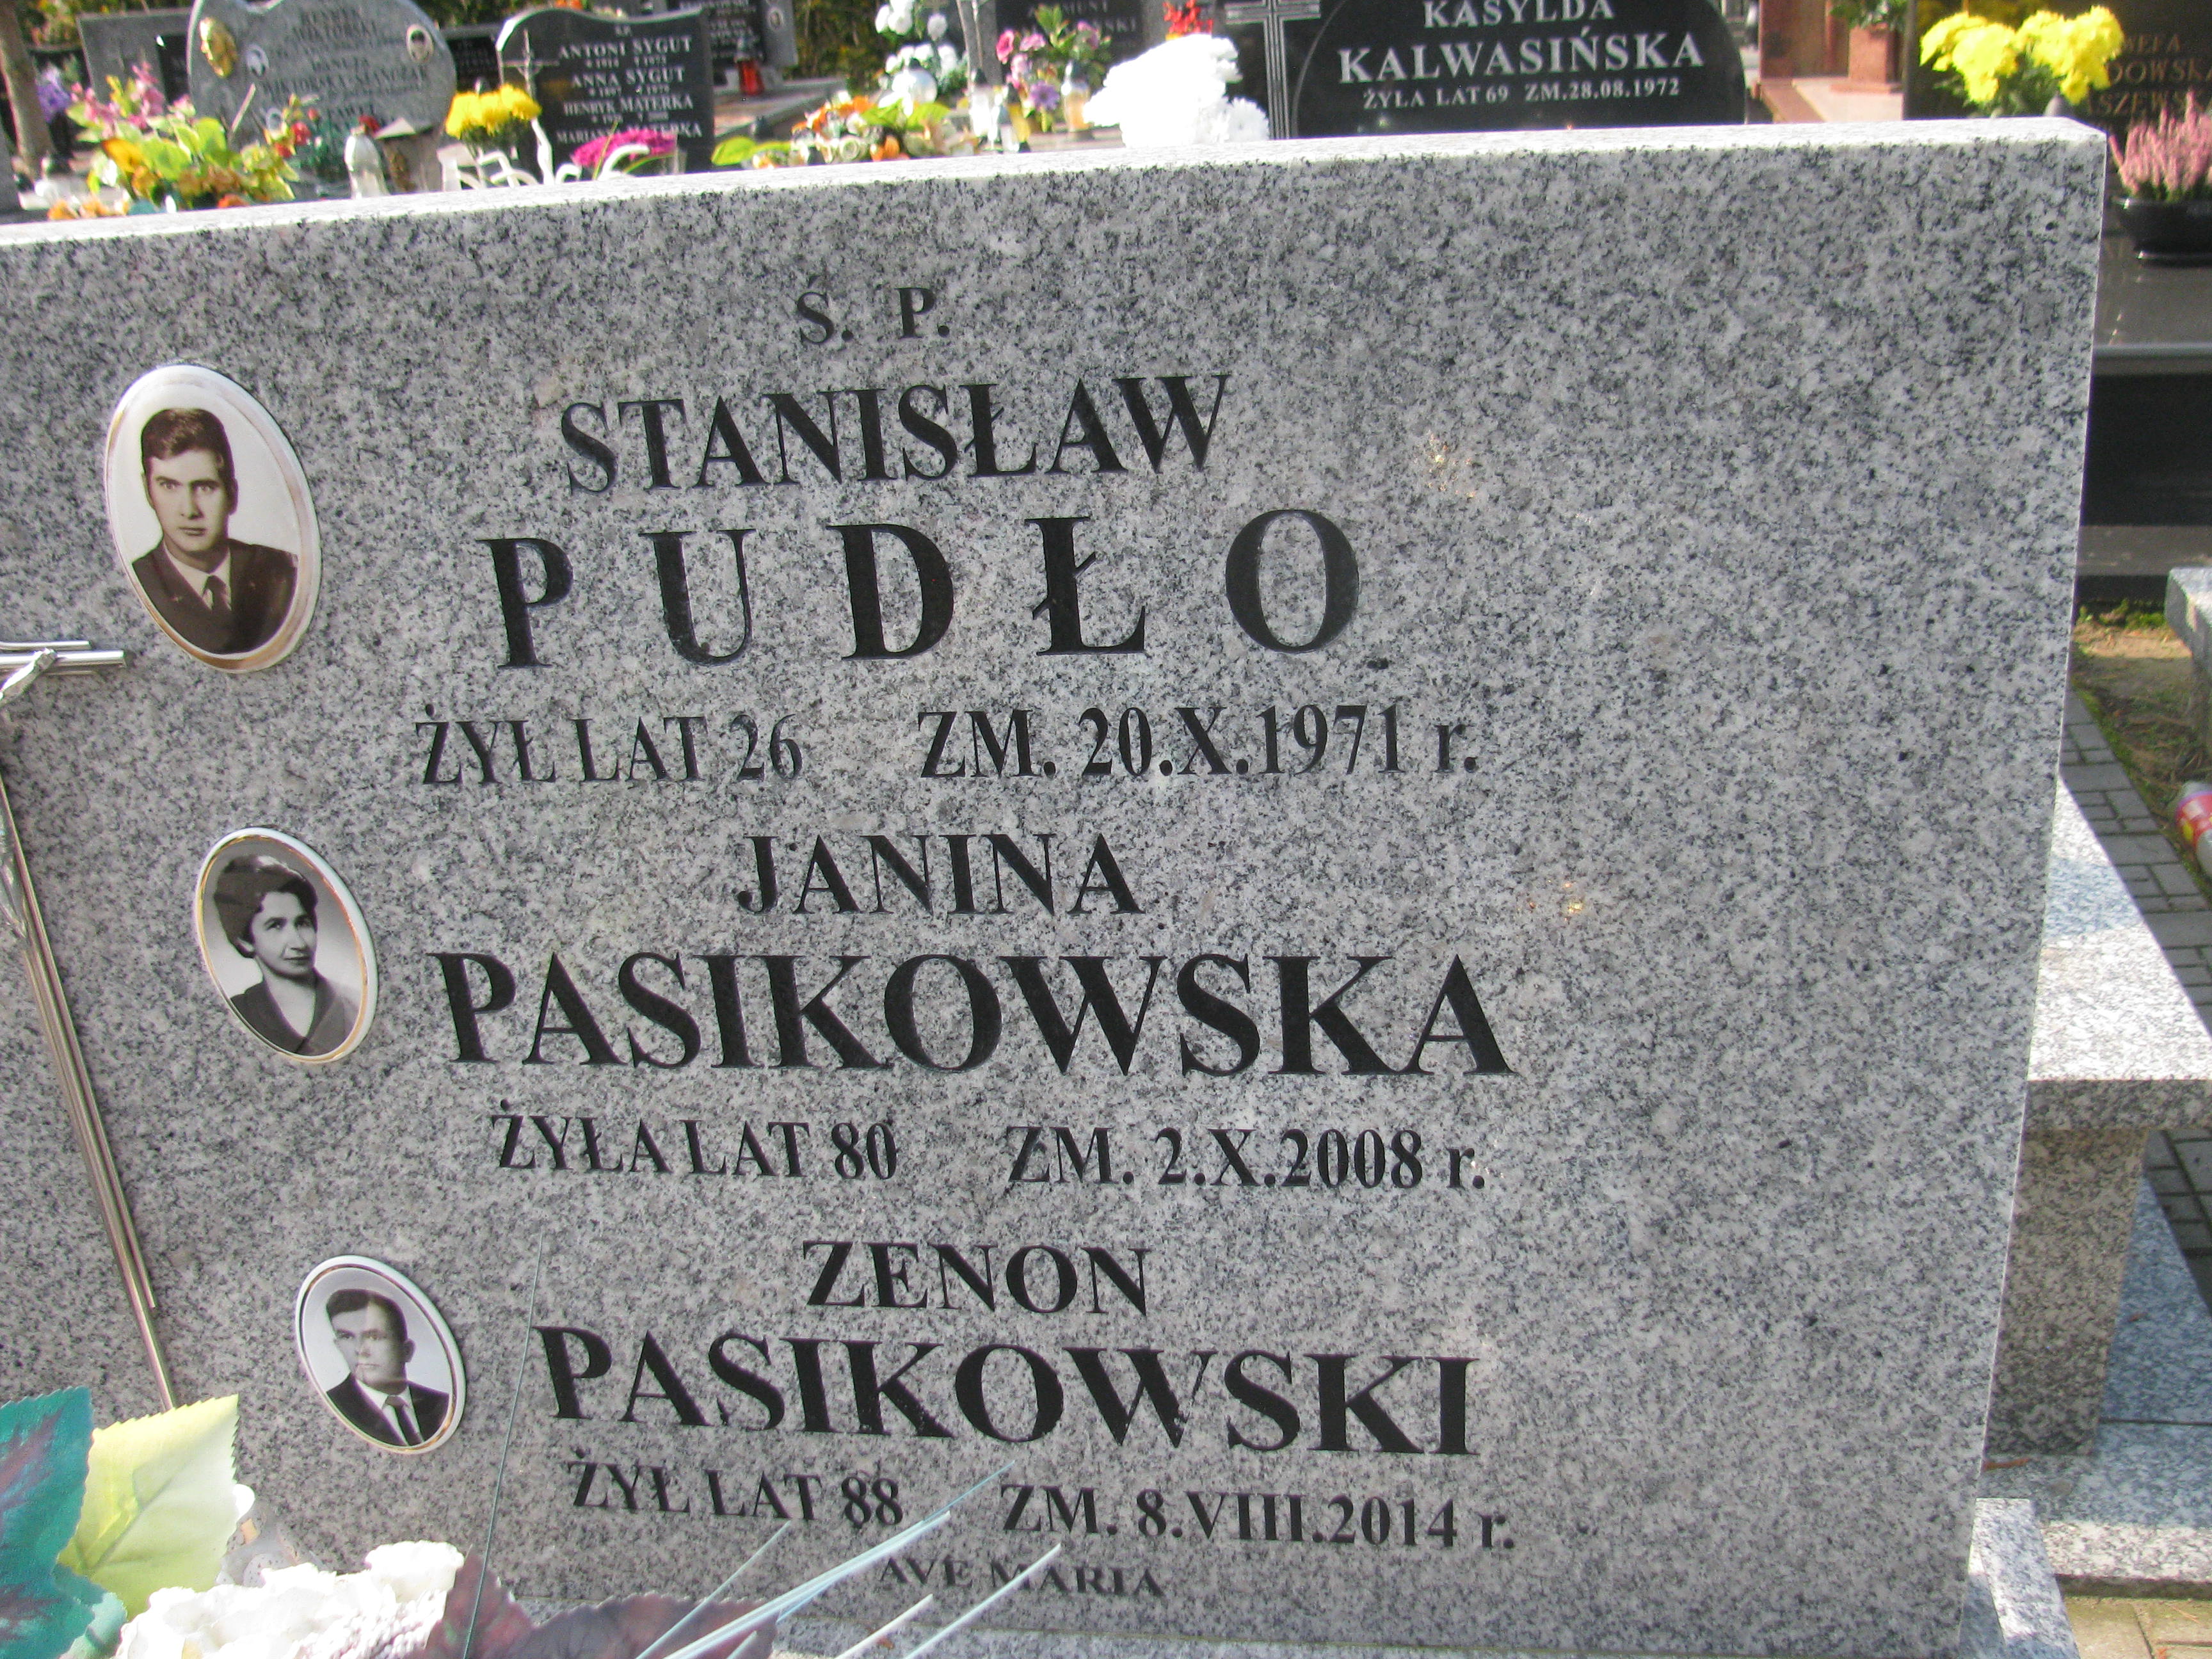 ANTONI SYGUT
ANNA SYGUT
HENRYK MATERKA
KASYLDA
KALWASIŃSKA
ŻYŁA LAT 69 ZM.28.08.1972
Ś. P.
STANISŁAW
PUDŁO
ŻYŁ LAT 26 ZM. 20.X.1971 r.
JANINA
PASIKOWSKA
ŻYŁA LAT 80 ZM. 2.X.2008 r.
ZENON
PASIKOWSKI
ŻYŁ LAT 88 ZM. 8.VIII.2014 r.
AVE MARIA